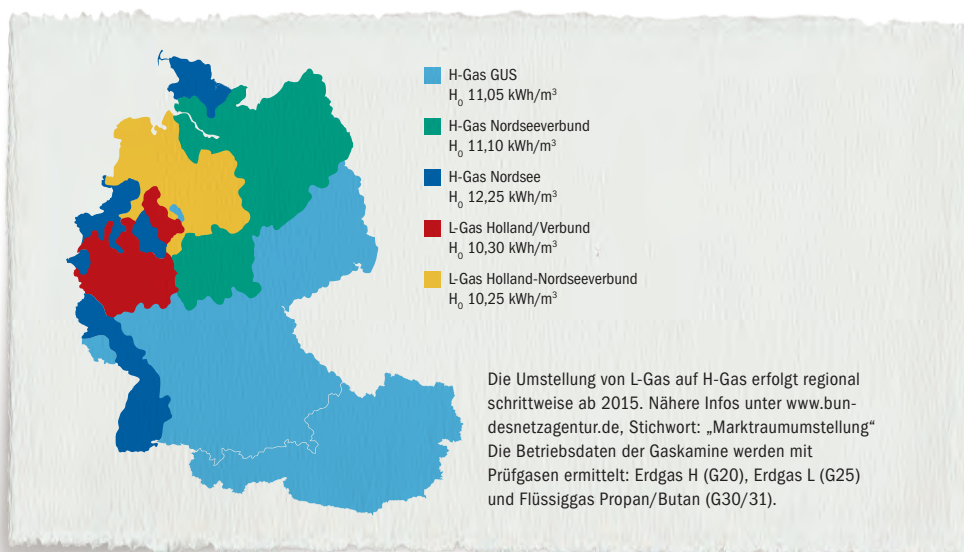 H-Gas GUS
H₀ 11,05 kWh/m³
H-Gas Nordseeverbund
H₀ 11,10 kWh/m³
H-Gas Nordsee
H₀ 12,25 kWh/m³
L-Gas Holland/Verbund
H₀ 10,30 kWh/m³
L-Gas Holland-Nordseeverbund
H₀ 10,25 kWh/m³
Die Umstellung von L-Gas auf H-Gas erfolgt regional
schrittweise ab 2015. Nähere Infos unter www.bun-
desnetzagentur.de, Stichwort: „Marktraumumstellung“
Die Betriebsdaten der Gaskamine werden mit
Prüfgasen ermittelt: Erdgas H (G20), Erdgas L (G25)
und Flüssiggas Propan/Butan (G30/31).